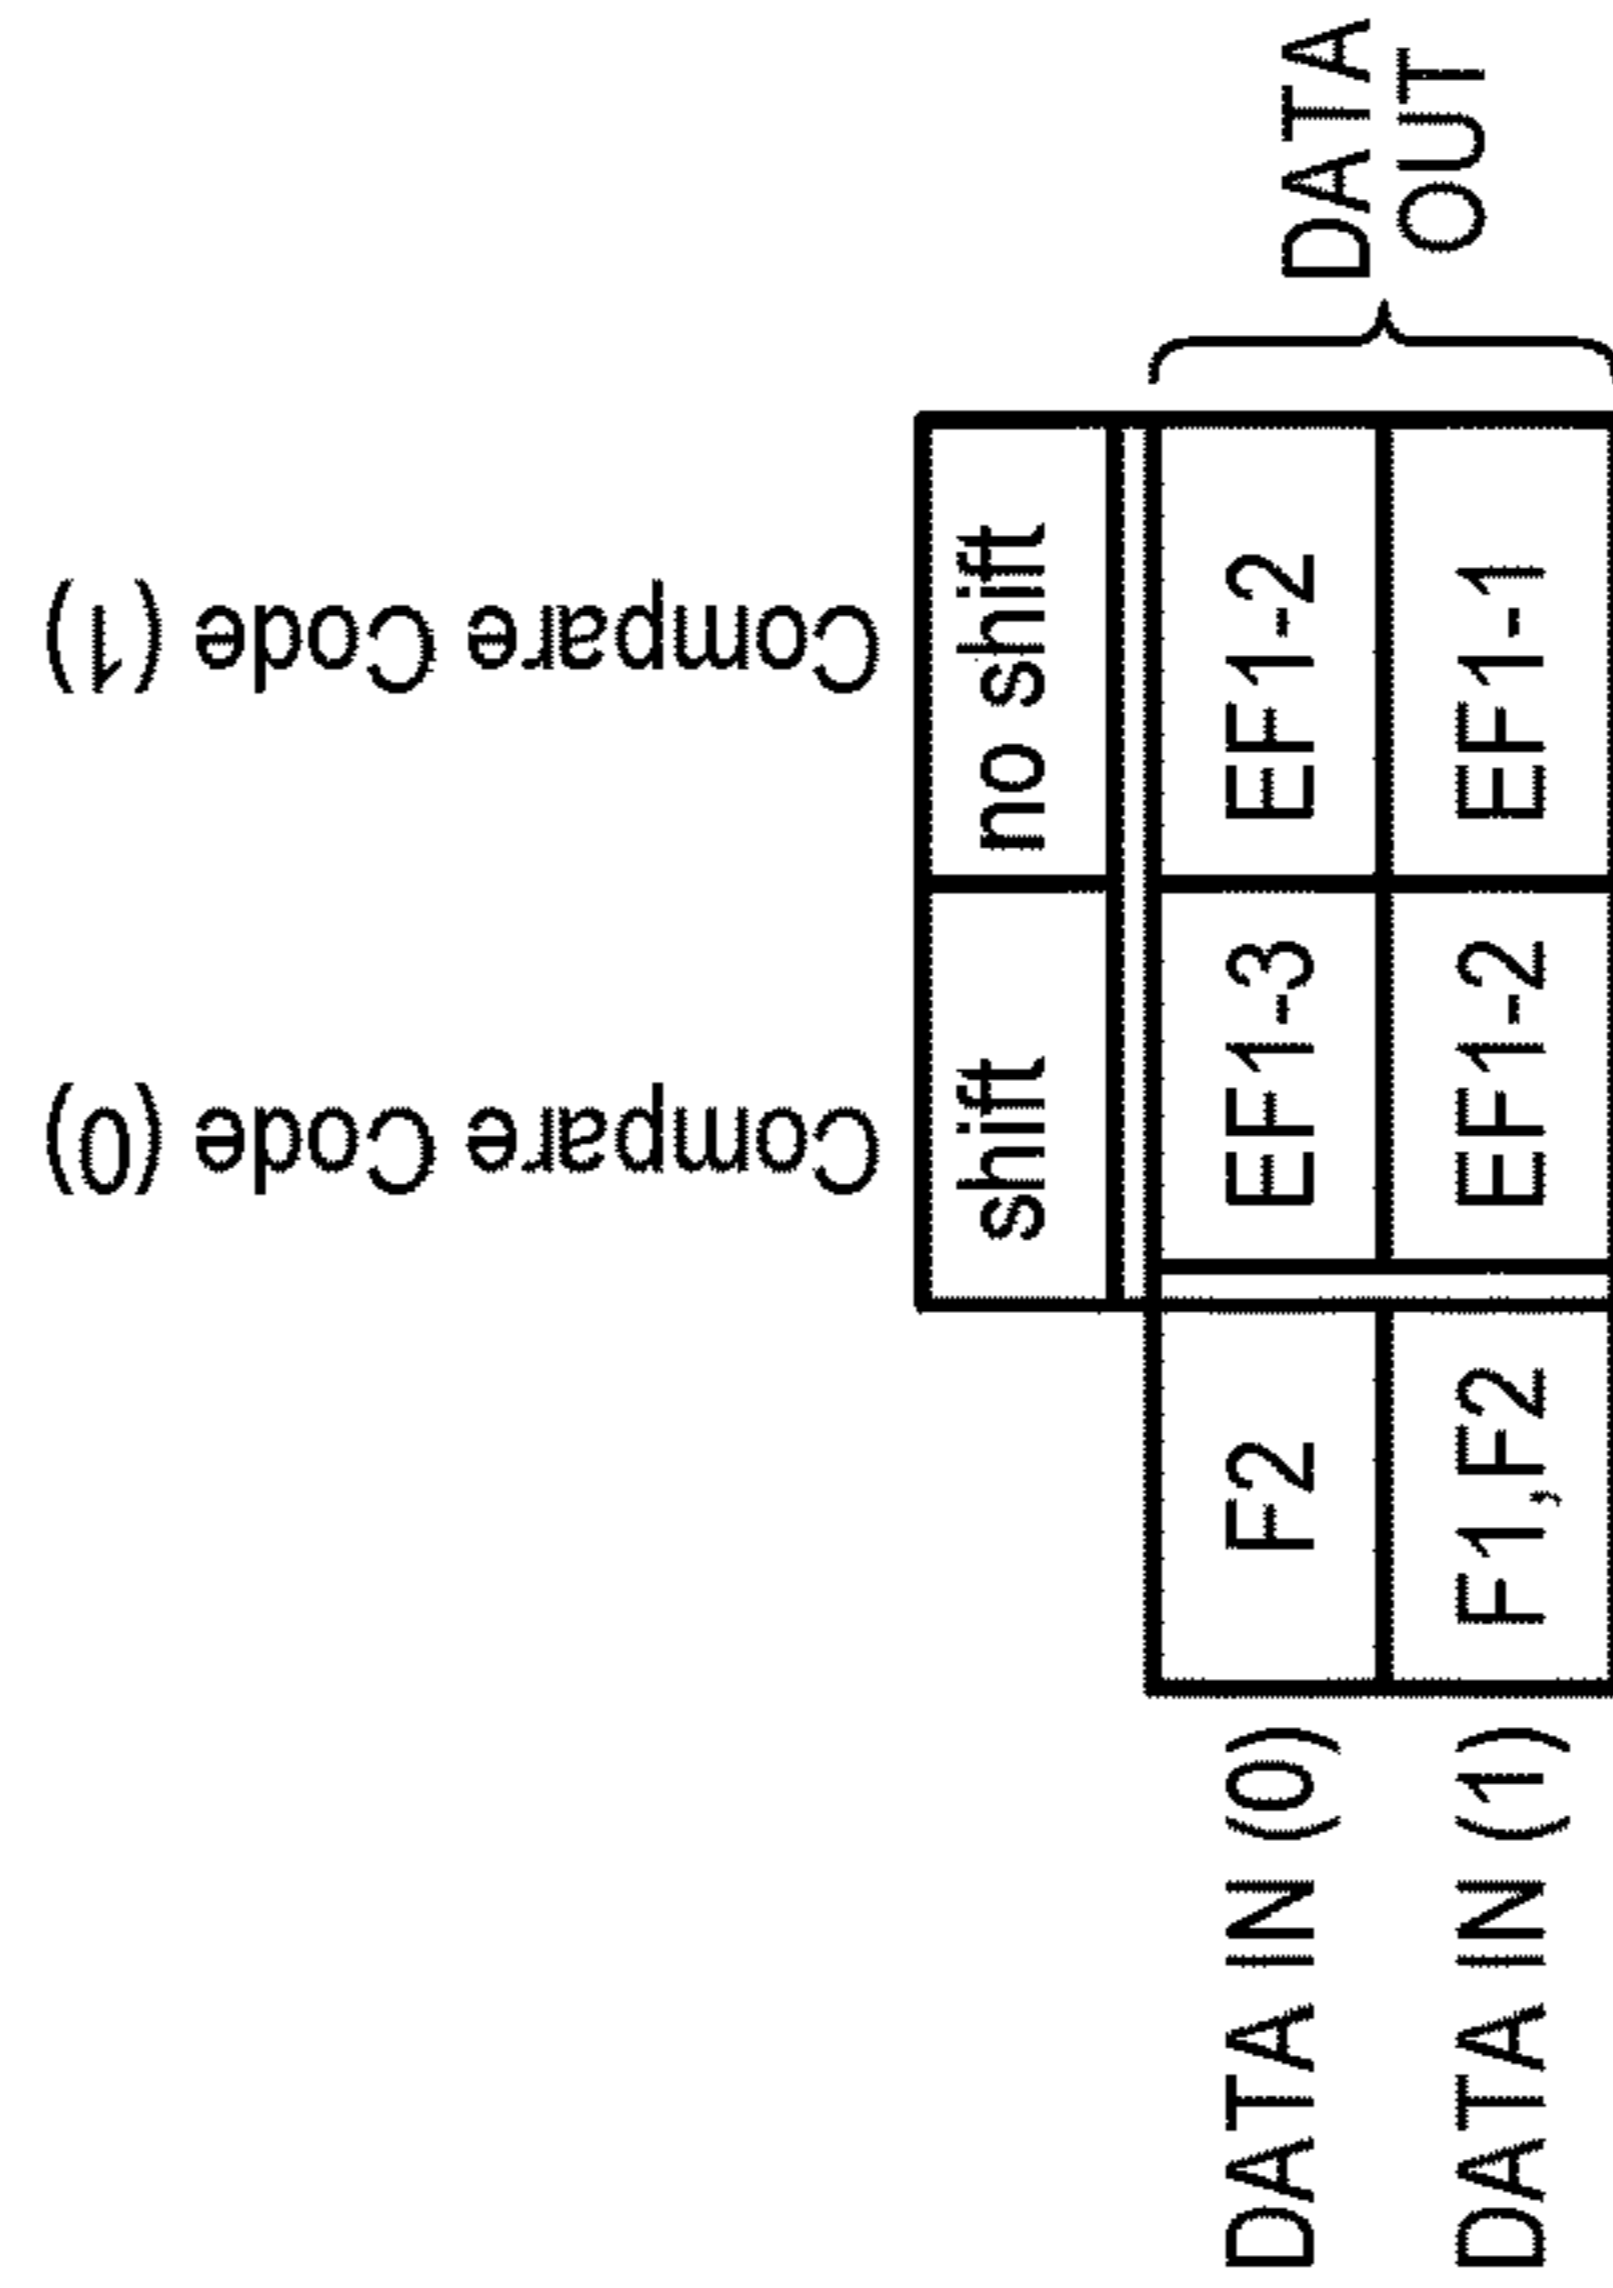 Compare Code (0)
Compare Code (1)
shift
no shift
DATA IN (0)
F2
EF1-3
EF1-2
DATA IN (1)
F1,F2
EF1-2
EF1-1
DATA
OUT